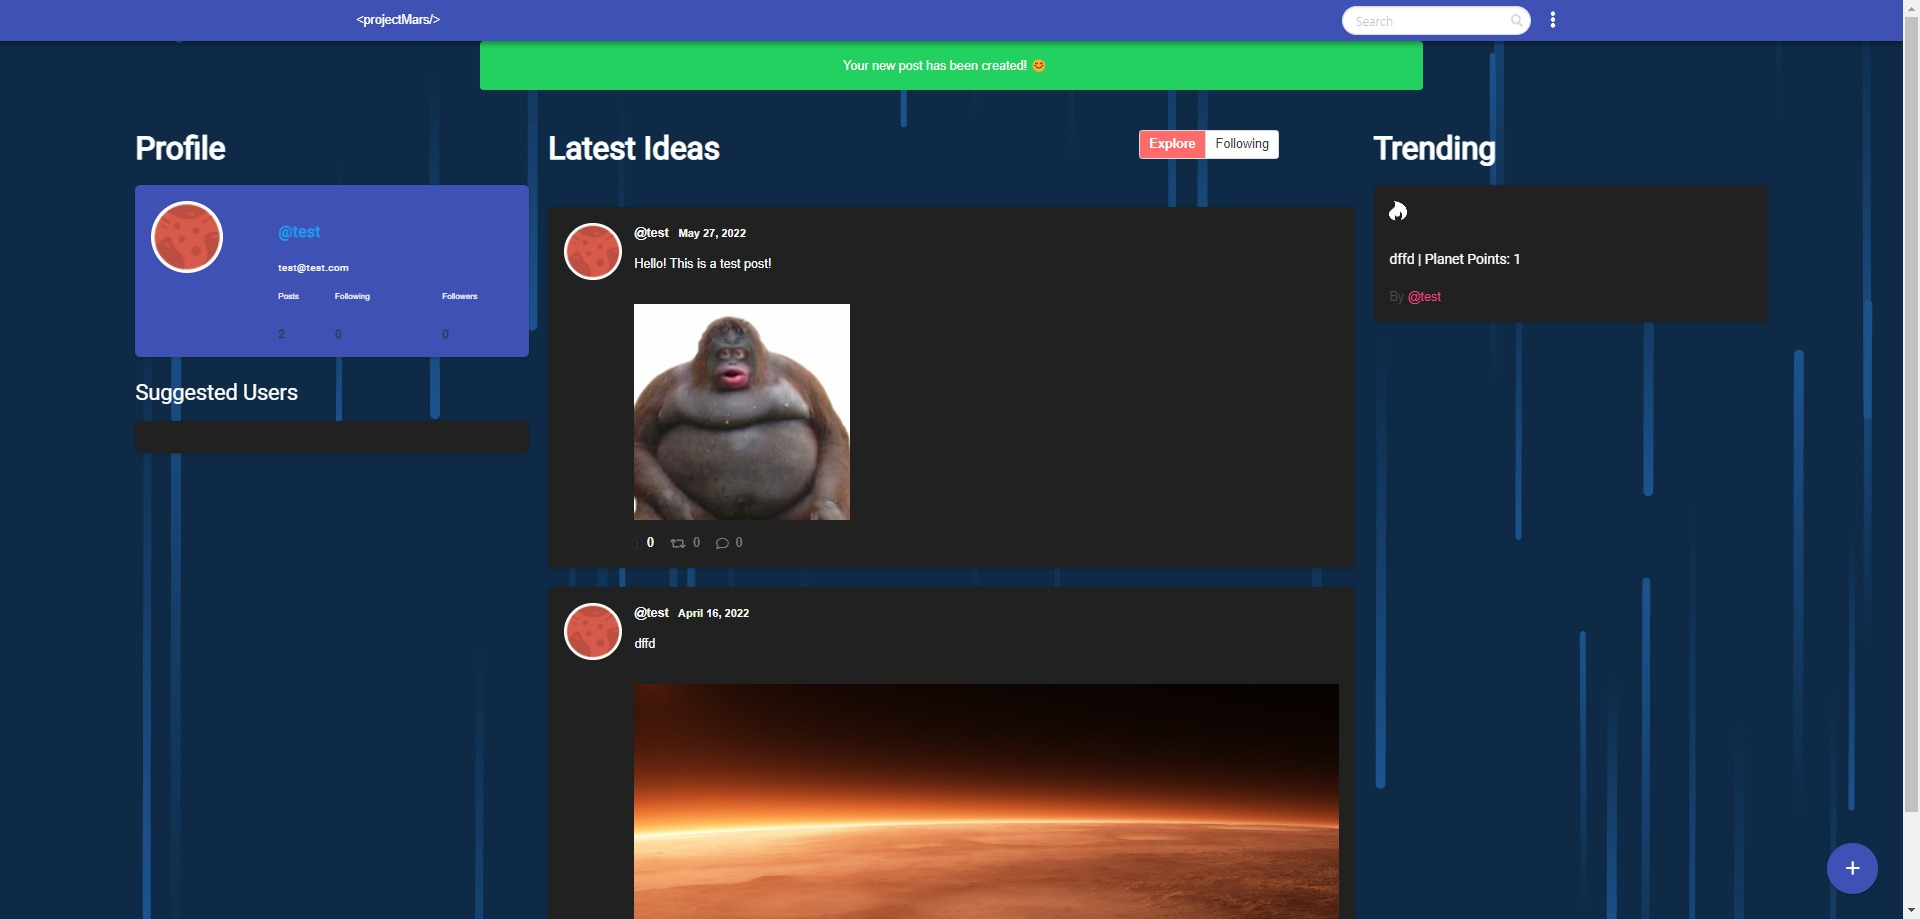 <projectMars/>
Search
Your new post has been created! 😊
Profile
@test
test@test.com
Posts Following Followers
2 0 0
Suggested Users
Latest Ideas
Explore Following
@test May 27, 2022
Hello! This is a test post!
0 0 0
@test April 16, 2022
dffd
Trending
dffd | Planet Points: 1
By @test
+